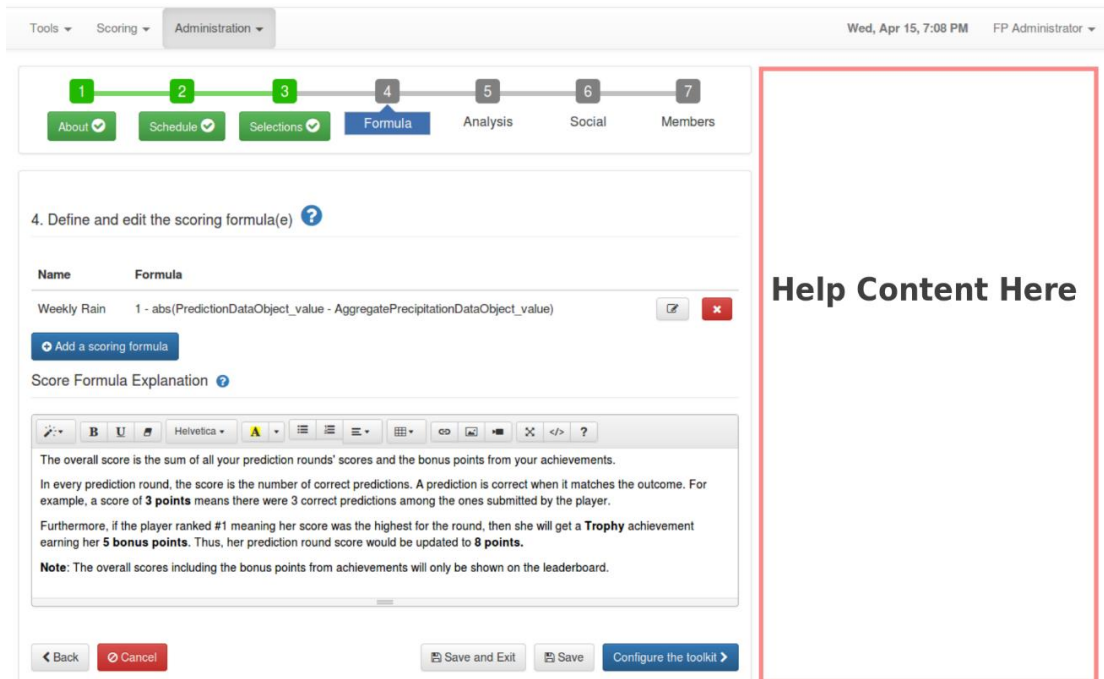 Tools Scoring Administration Wed, Apr 15, 7:08 PM FP Administrator
1 2 3 4 5 6 7
About Schedule Selections Formula Analysis Social Members
4. Define and edit the scoring formula(e) ?
Name Formula
Weekly Rain 1 - abs(PredictionDataObject_value - AggregatePrecipitationDataObject_value)
Add a scoring formula
Score Formula Explanation ?
B U Helvetica A </> ?
The overall score is the sum of all your prediction rounds' scores and the bonus points from your achievements.
In every prediction round, the score is the number of correct predictions. A prediction is correct when it matches the outcome. For
example, a score of 3 points means there were 3 correct predictions among the ones submitted by the player.
Furthermore, if the player ranked #1 meaning her score was the highest for the round, then she will get a Trophy achievement
earning her 5 bonus points. Thus, her prediction round score would be updated to 8 points.
Note: The overall scores including the bonus points from achievements will only be shown on the leaderboard.
Back Cancel Save and Exit Save Configure the toolkit
Help Content Here